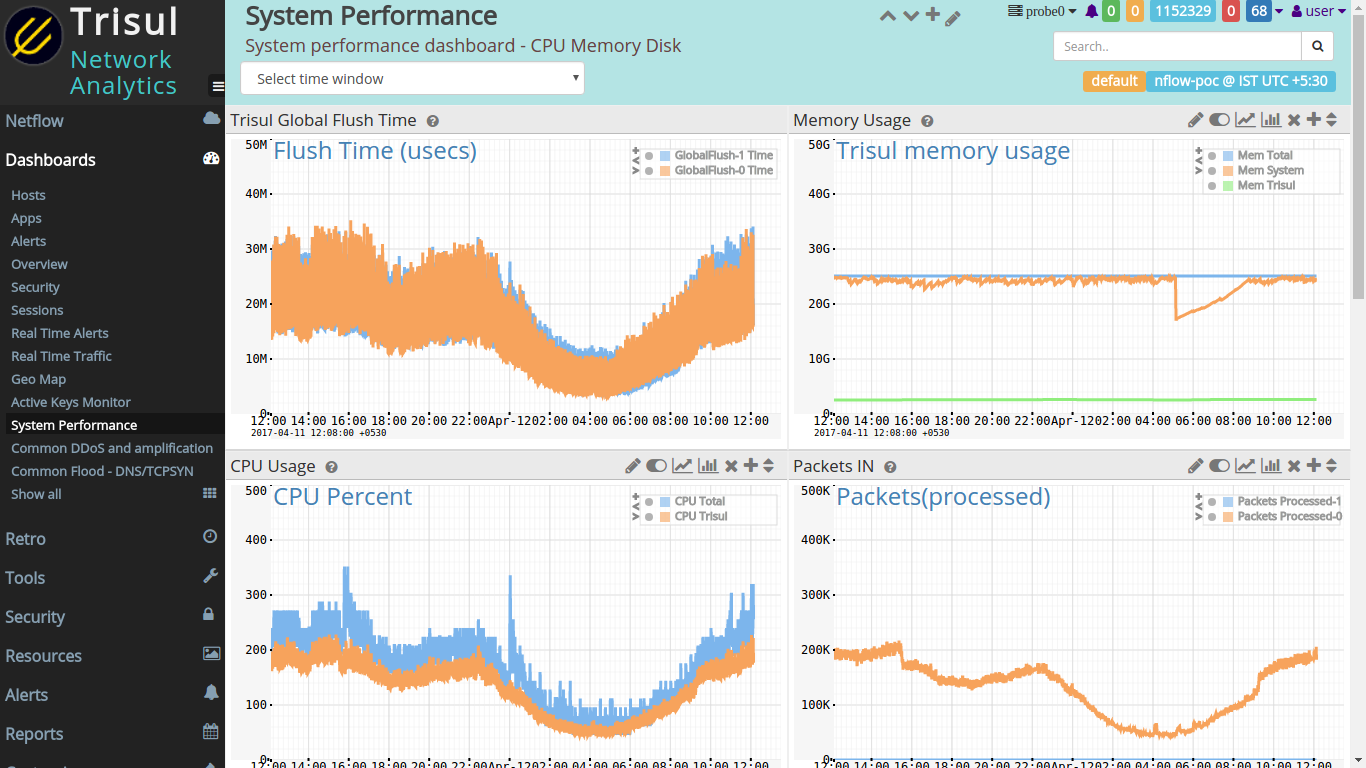 Trisul
Network
Analytics
System Performance
System performance dashboard - CPU Memory Disk
Select time window
probe0
0
0
1152329
0
68
user
Search..
default
nflow-poc @ IST UTC +5:30
Netflow
Dashboards
Hosts
Apps
Alerts
Overview
Security
Sessions
Real Time Alerts
Real Time Traffic
Geo Map
Active Keys Monitor
System Performance
Common DDoS and amplification
Common Flood - DNS/TCPSYN
Show all
Retro
Tools
Security
Resources
Alerts
Reports
Trisul Global Flush Time
Flush Time (usecs)
GlobalFlush-1 Time
GlobalFlush-0 Time
50M
40M
30M
20M
10M
0
12:00 14:00 16:00 18:00 20:00 22:00 Apr-12 02:00 04:00 06:00 08:00 10:00 12:00
2017-04-11 12:08:00 +0530
Memory Usage
Trisul memory usage
Mem Total
Mem System
Mem Trisul
50G
40G
30G
20G
10G
0
12:00 14:00 16:00 18:00 20:00 22:00 Apr-12 02:00 04:00 06:00 08:00 10:00 12:00
2017-04-11 12:08:00 +0530
CPU Usage
CPU Percent
CPU Total
CPU Trisul
500
400
300
200
100
0
12:00 14:00 16:00 18:00 20:00 22:00 Apr-12 02:00 04:00 06:00 08:00 10:00 12:00
Packets IN
Packets(processed)
Packets Processed-1
Packets Processed-0
500K
400K
300K
200K
100K
0
12:00 14:00 16:00 18:00 20:00 22:00 Apr-12 02:00 04:00 06:00 08:00 10:00 12:00